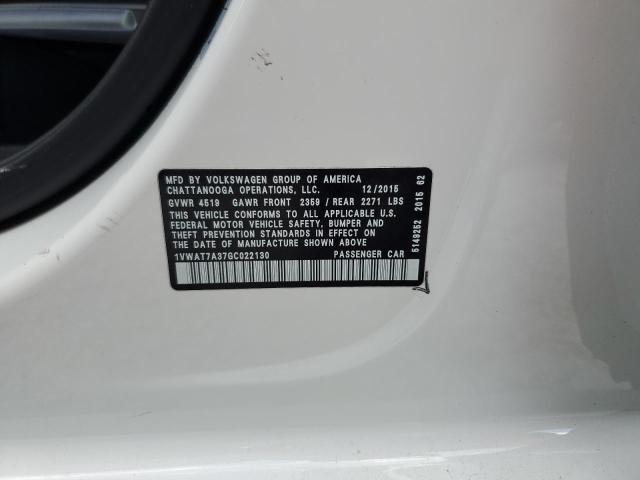 MFD BY VOLKSWAGEN GROUP OF AMERICA
CHATTANOOGA OPERATIONS, LLC. 12/2015
GVWR 4519 GAWR FRONT 2359 / REAR 2271 LBS
THIS VEHICLE CONFORMS TO ALL APPLICABLE U.S.
FEDERAL MOTOR VEHICLE SAFETY, BUMPER AND
THEFT PREVENTION STANDARDS IN EFFECT ON
THE DATE OF MANUFACTURE SHOWN ABOVE
1VWAT7A37GC022130 PASSENGER CAR
5149252 2015 62